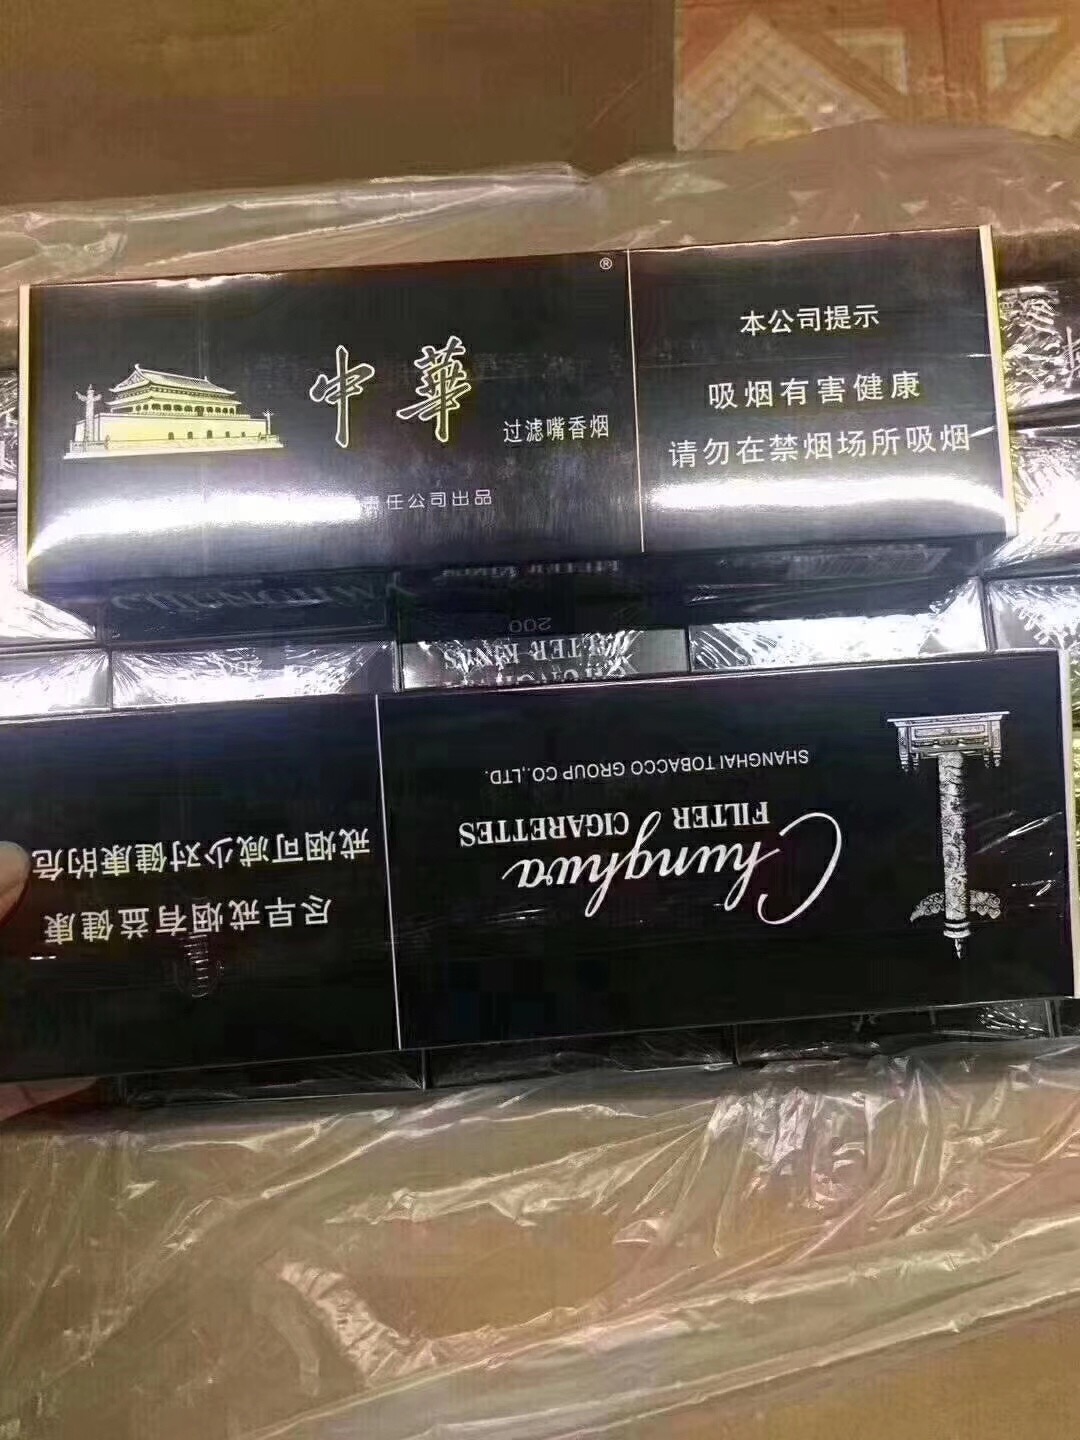 ®
中華
过滤嘴香烟
责任公司出品
本公司提示
吸烟有害健康
请勿在禁烟场所吸烟
FILTER KINGS
200
FILTER KINGS
Chunghwa
FILTER CIGARETTES
SHANGHAI TOBACCO GROUP CO.,LTD.
尽早戒烟有益健康
戒烟可减少对健康的危